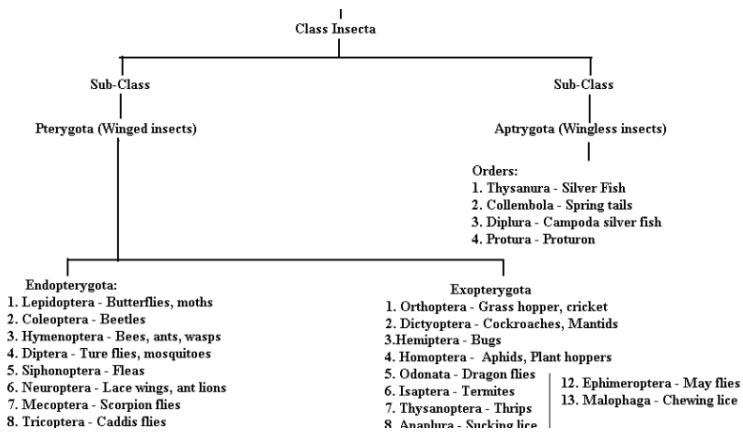 Class Insecta
Sub-Class
Sub-Class
Pterygota (Winged insects)
Aptrygota (Wingless insects)
Orders:
1. Thysanura - Silver Fish
2. Collembola - Spring tails
3. Diplura - Campoda silver fish
4. Protura - Proturon
Endopterygota:
1. Lepidoptera - Butterflies, moths
2. Coleoptera - Beetles
3. Hymenoptera - Bees, ants, wasps
4. Diptera - Ture flies, mosquitoes
5. Siphonoptera - Fleas
6. Neuroptera - Lace wings, ant lions
7. Mecoptera - Scorpion flies
8. Tricoptera - Caddis flies
Exopterygota
1. Orthoptera - Grass hopper, cricket
2. Dictyoptera - Cockroaches, Mantids
3.Hemiptera - Bugs
4. Homoptera - Aphids, Plant hoppers
5. Odonata - Dragon flies
6. Isaptera - Termites
7. Thysanoptera - Thrips
8. Anaplura - Sucking lice
12. Ephimeroptera - May flies
13. Malophaga - Chewing lice